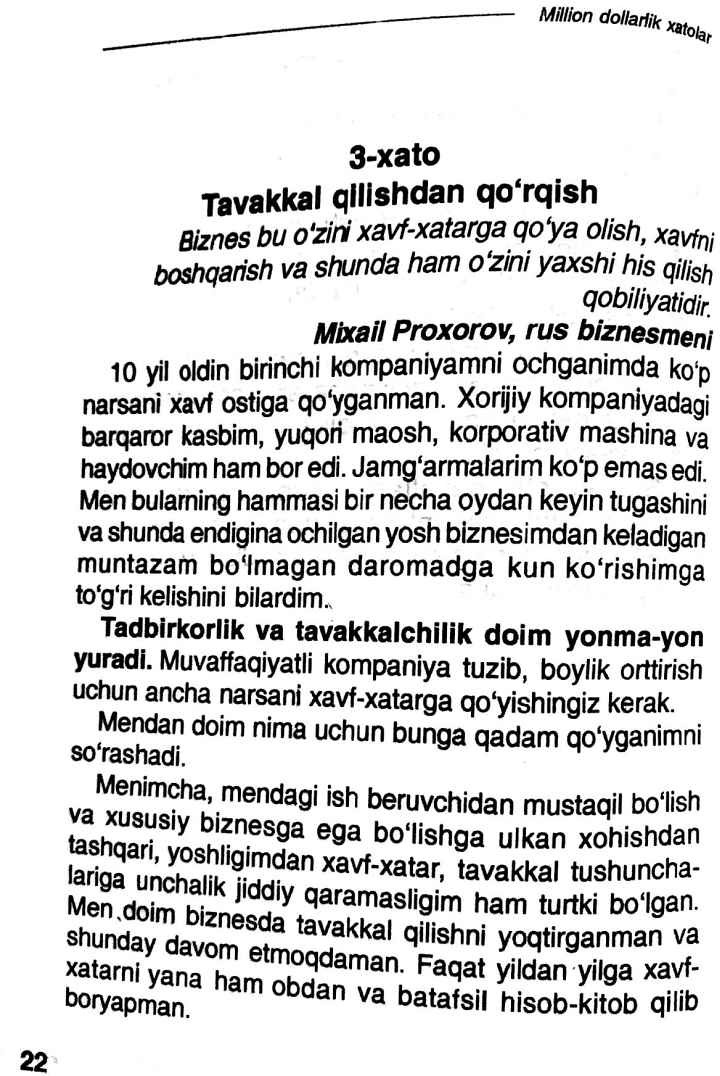 Million dollarlik xatolar
3-xato
Tavakkal qilishdan qo‘rqish
Biznes bu o‘zini xavf-xatarga qo‘ya olish, xavfni
boshqarish va shunda ham o‘zini yaxshi his qilish
qobiliyatidir.
Mixail Proxorov, rus biznesmeni
10 yil oldin birinchi kompaniyamni ochganimda ko‘p
narsani xavf ostiga qo‘yganman. Xorijiy kompaniyadagi
barqaror kasbim, yuqori maosh, korporativ mashina va
haydovchim ham bor edi. Jamg‘armalarim ko‘p emas edi.
Men bularning hammasi bir necha oydan keyin tugashini
va shunda endigina ochilgan yosh biznesimdan keladigan
muntazam bo‘lmagan daromadga kun ko‘rishimga
to‘g‘ri kelishini bilardim.
Tadbirkorlik va tavakkalchilik doim yonma-yon
yuradi. Muvaffaqiyatli kompaniya tuzib, boylik orttirish
uchun ancha narsani xavf-xatarga qo‘yishingiz kerak.
Mendan doim nima uchun bunga qadam qo‘yganimni
so‘rashadi.
Menimcha, mendagi ish beruvchidan mustaqil bo‘lish
va xususiy biznesga ega bo‘lishga ulkan xohishdan
tashqari, yoshligimdan xavf-xatar, tavakkal tushuncha-
lariga unchalik jiddiy qaramasligim ham turtki bo‘lgan.
Men doim biznesda tavakkal qilishni yoqtirganman va
shunday davom etmoqdaman. Faqat yildan yilga xavf-
xatarni yana ham obdan va batafsil hisob-kitob qilib
boryapman.
22